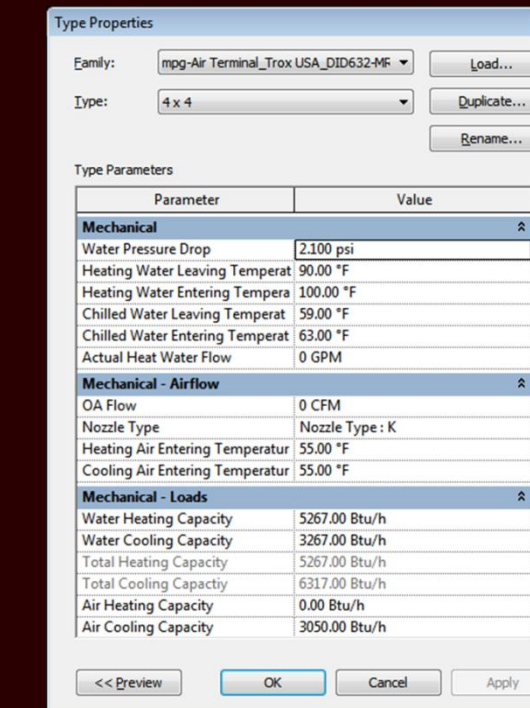 Type Properties
Family: mpg-Air Terminal_Trox USA_DID632-MF Load...
Type: 4 x 4 Duplicate...
Rename...
Type Parameters
Parameter Value
Mechanical
Water Pressure Drop 2.100 psi
Heating Water Leaving Temperat 90.00 °F
Heating Water Entering Tempera 100.00 °F
Chilled Water Leaving Temperat 59.00 °F
Chilled Water Entering Temperat 63.00 °F
Actual Heat Water Flow 0 GPM
Mechanical - Airflow
OA Flow 0 CFM
Nozzle Type Nozzle Type : K
Heating Air Entering Temperatur 55.00 °F
Cooling Air Entering Temperatur 55.00 °F
Mechanical - Loads
Water Heating Capacity 5267.00 Btu/h
Water Cooling Capacity 3267.00 Btu/h
Total Heating Capacity 5267.00 Btu/h
Total Cooling Capactiy 6317.00 Btu/h
Air Heating Capacity 0.00 Btu/h
Air Cooling Capacity 3050.00 Btu/h
<< Preview OK Cancel Apply